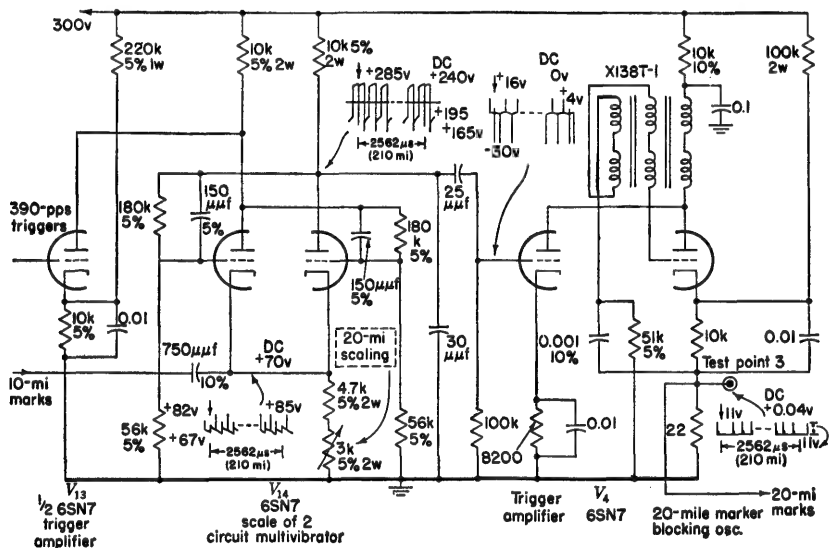 300v
220k
5% 1w
10k
5% 2w
10k 5%
2w
DC
+285v
+240v
+195
+165v
2562μs
(210 mi)
+16v
DC
0v
+4v
-30v
X138T-1
10k
10%
100k
2w
0.1
390-pps
triggers
180k
5%
150
μμf
5%
25
μμf
180
k
5%
150μμf
5%
10k
5%
0.01
750μμf
10%
DC
+70v
20-mi
scaling
30
μμf
0.001
10%
51k
5%
10k
0.01
Test point 3
10-mi
marks
56k
5%
+82v
+67v
+85v
2562μs
(210 mi)
4.7k
5% 2w
3k
5% 2w
56k
5%
100k
8200
0.01
22
DC
11v
+0.04v
11v
2562μs
(210 mi)
V13
½ 6SN7
trigger
amplifier
V14
6SN7
scale of 2
circuit multivibrator
Trigger
amplifier
V4
6SN7
20-mile marker
blocking osc.
20-mi
marks